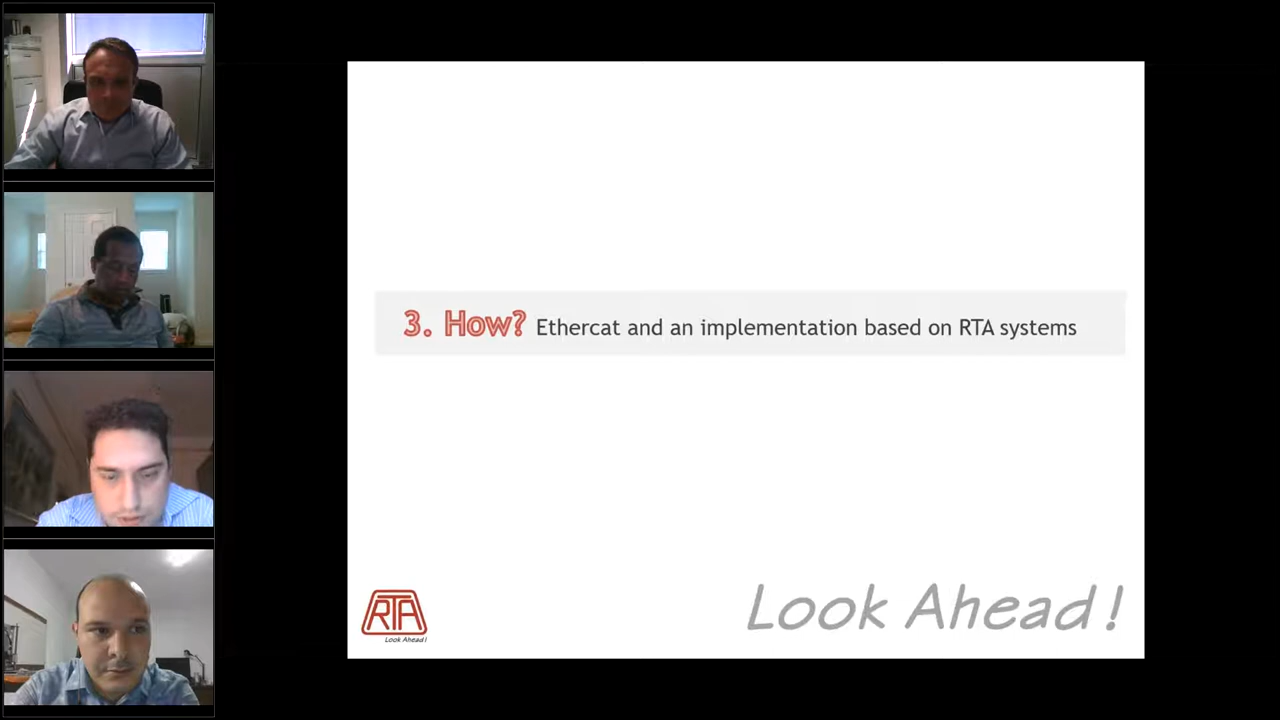 3. How? Ethercat and an implementation based on RTA systems
RTA
Look Ahead!
Look Ahead!